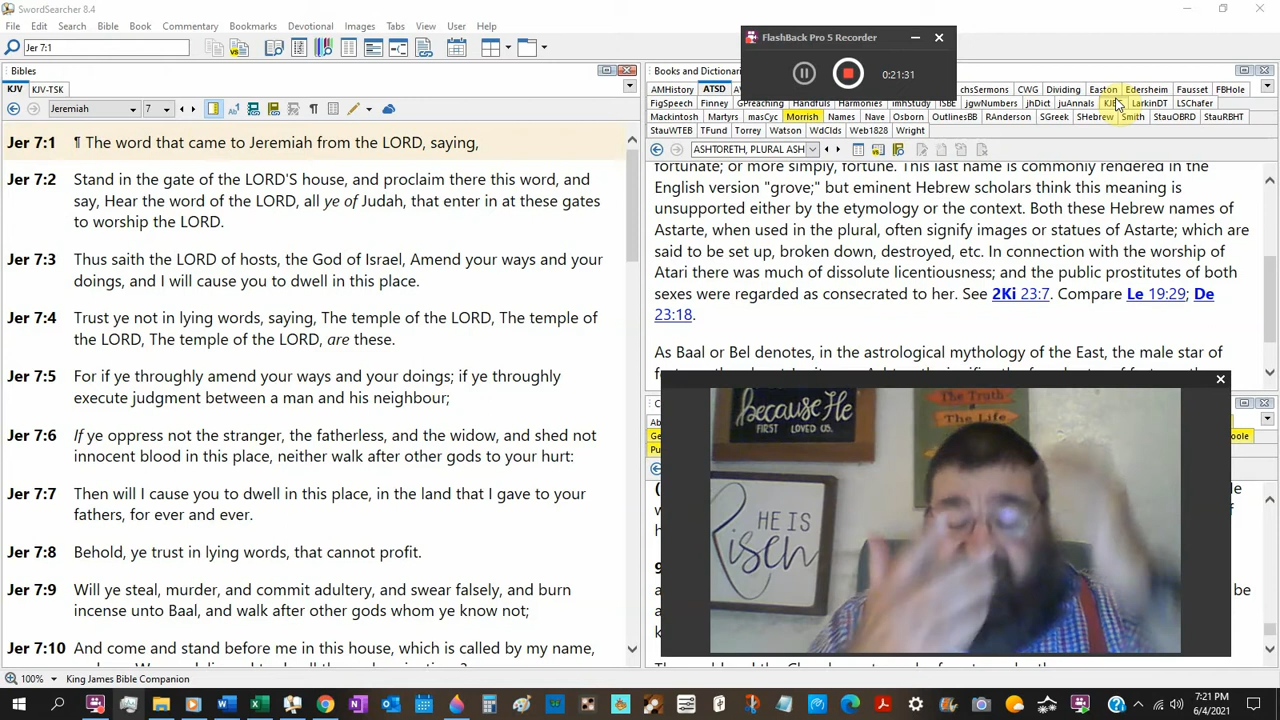 SwordSearcher 8.4
File Edit Search Bible Book Commentary Bookmarks Devotional Images Tabs View User Help
Jer 7:1
FlashBack Pro 5 Recorder
0:21:31
Bibles
KJV KJV-TSK
Jeremiah 7
Jer 7:1 ¶ The word that came to Jeremiah from the LORD, saying,
Jer 7:2 Stand in the gate of the LORD'S house, and proclaim there this word, and
say, Hear the word of the LORD, all ye of Judah, that enter in at these gates
to worship the LORD.
Jer 7:3 Thus saith the LORD of hosts, the God of Israel, Amend your ways and your
doings, and I will cause you to dwell in this place.
Jer 7:4 Trust ye not in lying words, saying, The temple of the LORD, The temple of
the LORD, The temple of the LORD, are these.
Jer 7:5 For if ye throughly amend your ways and your doings; if ye throughly
execute judgment between a man and his neighbour;
Jer 7:6 If ye oppress not the stranger, the fatherless, and the widow, and shed not
innocent blood in this place, neither walk after other gods to your hurt:
Jer 7:7 Then will I cause you to dwell in this place, in the land that I gave to your
fathers, for ever and ever.
Jer 7:8 Behold, ye trust in lying words, that cannot profit.
Jer 7:9 Will ye steal, murder, and commit adultery, and swear falsely, and burn
incense unto Baal, and walk after other gods whom ye know not;
Jer 7:10 And come and stand before me in this house, which is called by my name,
100% King James Bible Companion
Books and Dictionari
AMHistory ATSD chsSermons CWG Dividing Easton Edersheim Fausset FBHole
FigSpeech Finney GPreaching Handfuls Harmonies imhStudy ISBE jgwNumbers jhDict juAnnals LarkinDT LSChafer
Mackintosh Martyrs masCyc Morrish Names Nave Osborn OutlinesBB RAnderson SGreek SHebrew Smith StauOBRD StauRBHT
StauWTEB TFund Torrey Watson WdClds Web1828 Wright
ASHTORETH, PLURAL ASH
fortunate; or more simply, fortune. This last name is commonly rendered in the
English version "grove;" but eminent Hebrew scholars think this meaning is
unsupported either by the etymology or the context. Both these Hebrew names of
Astarte, when used in the plural, often signify images or statues of Astarte; which are
said to be set up, broken down, destroyed, etc. In connection with the worship of
Atari there was much of dissolute licentiousness; and the public prostitutes of both
sexes were regarded as consecrated to her. See 2Ki 23:7. Compare Le 19:29; De
23:18.
As Baal or Bel denotes, in the astrological mythology of the East, the male star of
because He
FIRST LOVED US.
The Truth
The Life
HE IS
Risen
7:21 PM
6/4/2021